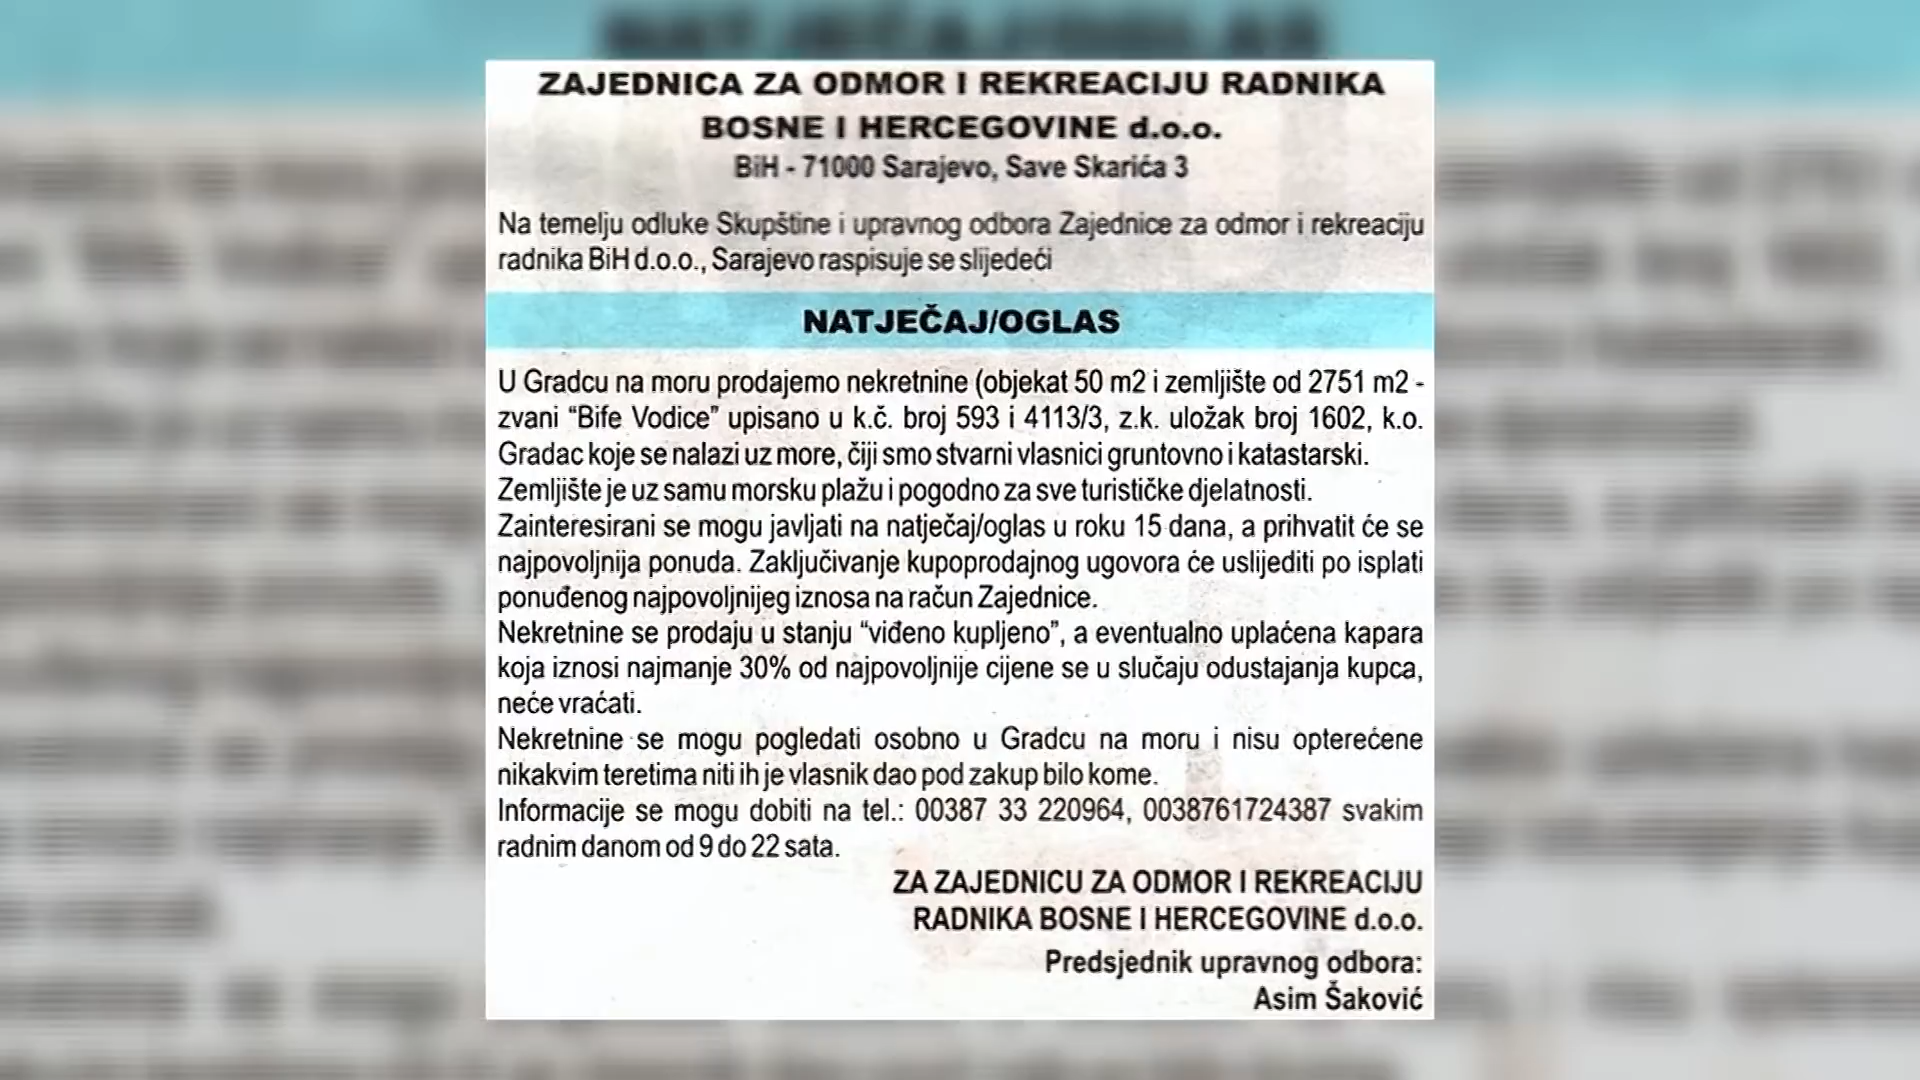 ZAJEDNICA ZA ODMOR I REKREACIJU RADNIKA
BOSNE I HERCEGOVINE d.o.o.
BiH - 71000 Sarajevo, Save Skarića 3
Na temelju odluke Skupštine i upravnog odbora Zajednice za odmor i rekreaciju
radnika BiH d.o.o., Sarajevo raspisuje se slijedeći
NATJEČAJ/OGLAS
U Gradcu na moru prodajemo nekretnine (objekat 50 m2 i zemljište od 2751 m2 -
zvani “Bife Vodice” upisano u k.č. broj 593 i 4113/3, z.k. uložak broj 1602, k.o.
Gradac koje se nalazi uz more, čiji smo stvarni vlasnici gruntovno i katastarski.
Zemljište je uz samu morsku plažu i pogodno za sve turističke djelatnosti.
Zainteresirani se mogu javljati na natječaj/oglas u roku 15 dana, a prihvatit će se
najpovoljnija ponuda. Zaključivanje kupoprodajnog ugovora će uslijediti po isplati
ponuđenog najpovoljnijeg iznosa na račun Zajednice.
Nekretnine se prodaju u stanju “viđeno kupljeno”, a eventualno uplaćena kapara
koja iznosi najmanje 30% od najpovoljnije cijene se u slučaju odustajanja kupca,
neće vraćati.
Nekretnine se mogu pogledati osobno u Gradcu na moru i nisu opterećene
nikakvim teretima niti ih je vlasnik dao pod zakup bilo kome.
Informacije se mogu dobiti na tel.: 00387 33 220964, 0038761724387 svakim
radnim danom od 9 do 22 sata.
ZA ZAJEDNICU ZA ODMOR I REKREACIJU
RADNIKA BOSNE I HERCEGOVINE d.o.o.
Predsjednik upravnog odbora:
Asim Šaković